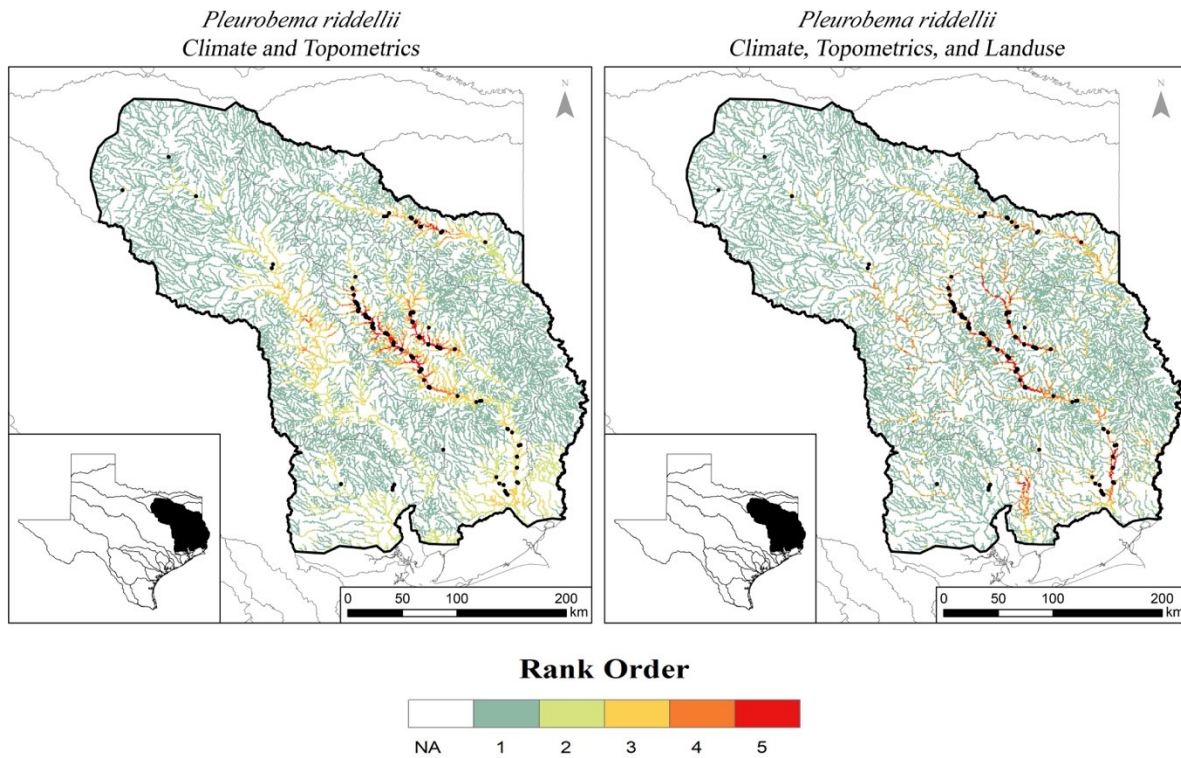 Pleurobema riddellii
Climate and Topometrics
Pleurobema riddellii
Climate, Topometrics, and Landuse
N
N
0 50 100 200
km
0 50 100 200
km
Rank Order
NA 1 2 3 4 5